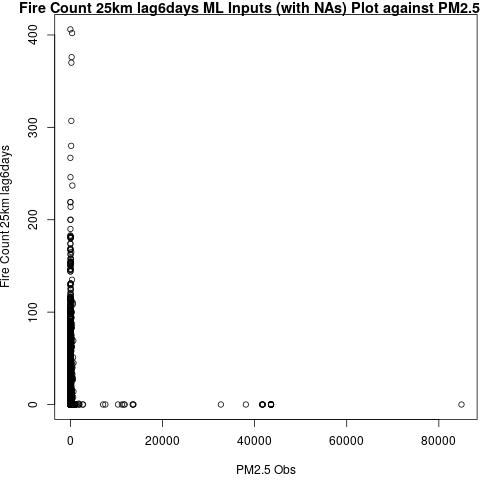 Fire Count 25km lag6days ML Inputs (with NAs) Plot against PM2.5
400
300
200
100
0
Fire Count 25km lag6days
0 20000 40000 60000 80000
PM2.5 Obs